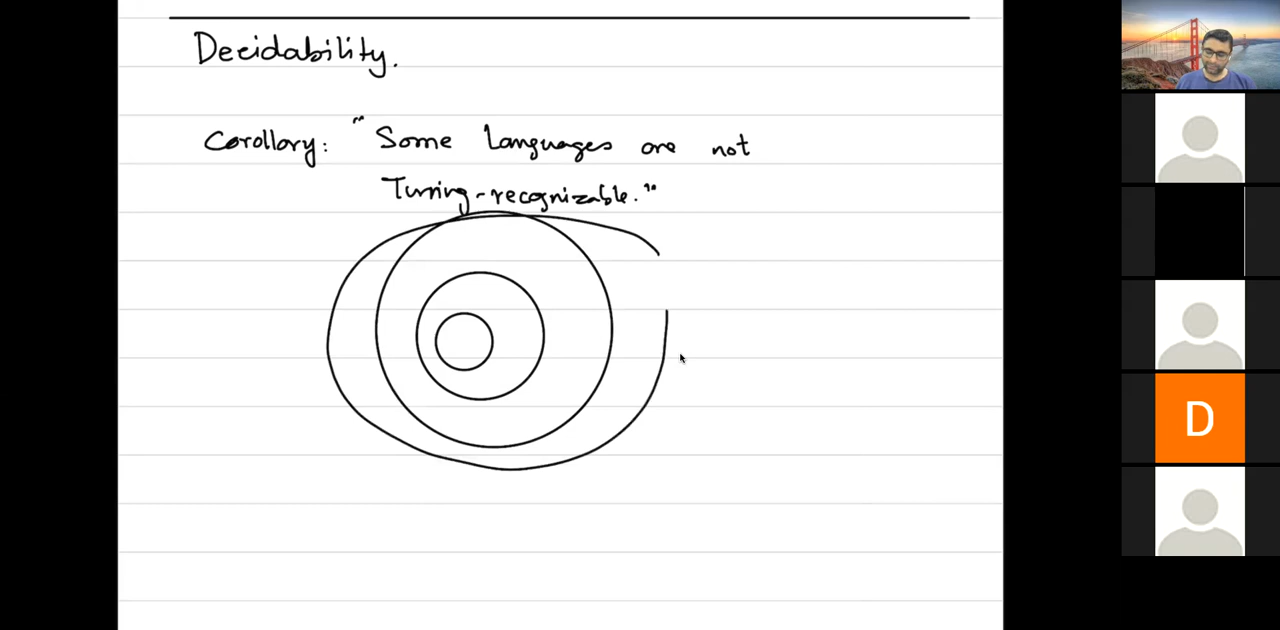 Decidability.
Corollary: "Some Languages are not
Turing-recognizable."
D